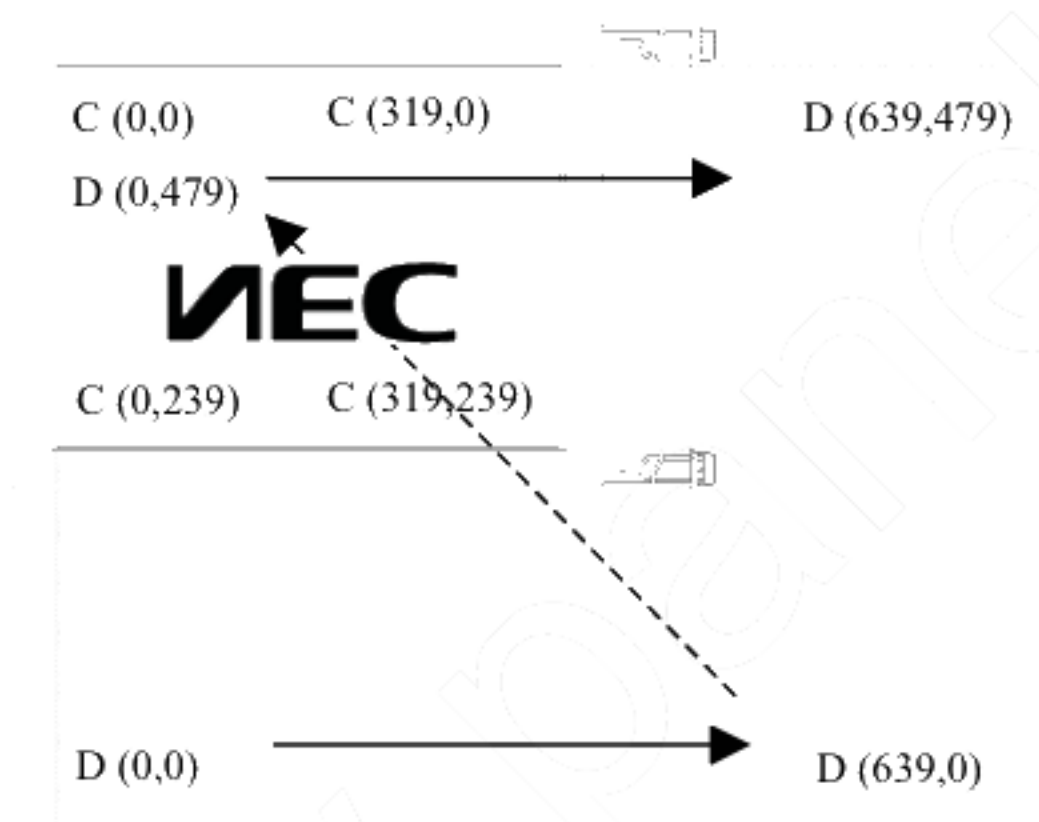 C (0,0) C (319,0) D (639,479)
D (0,479)
NEC
C (0,239) C (319,239)
D (0,0) D (639,0)